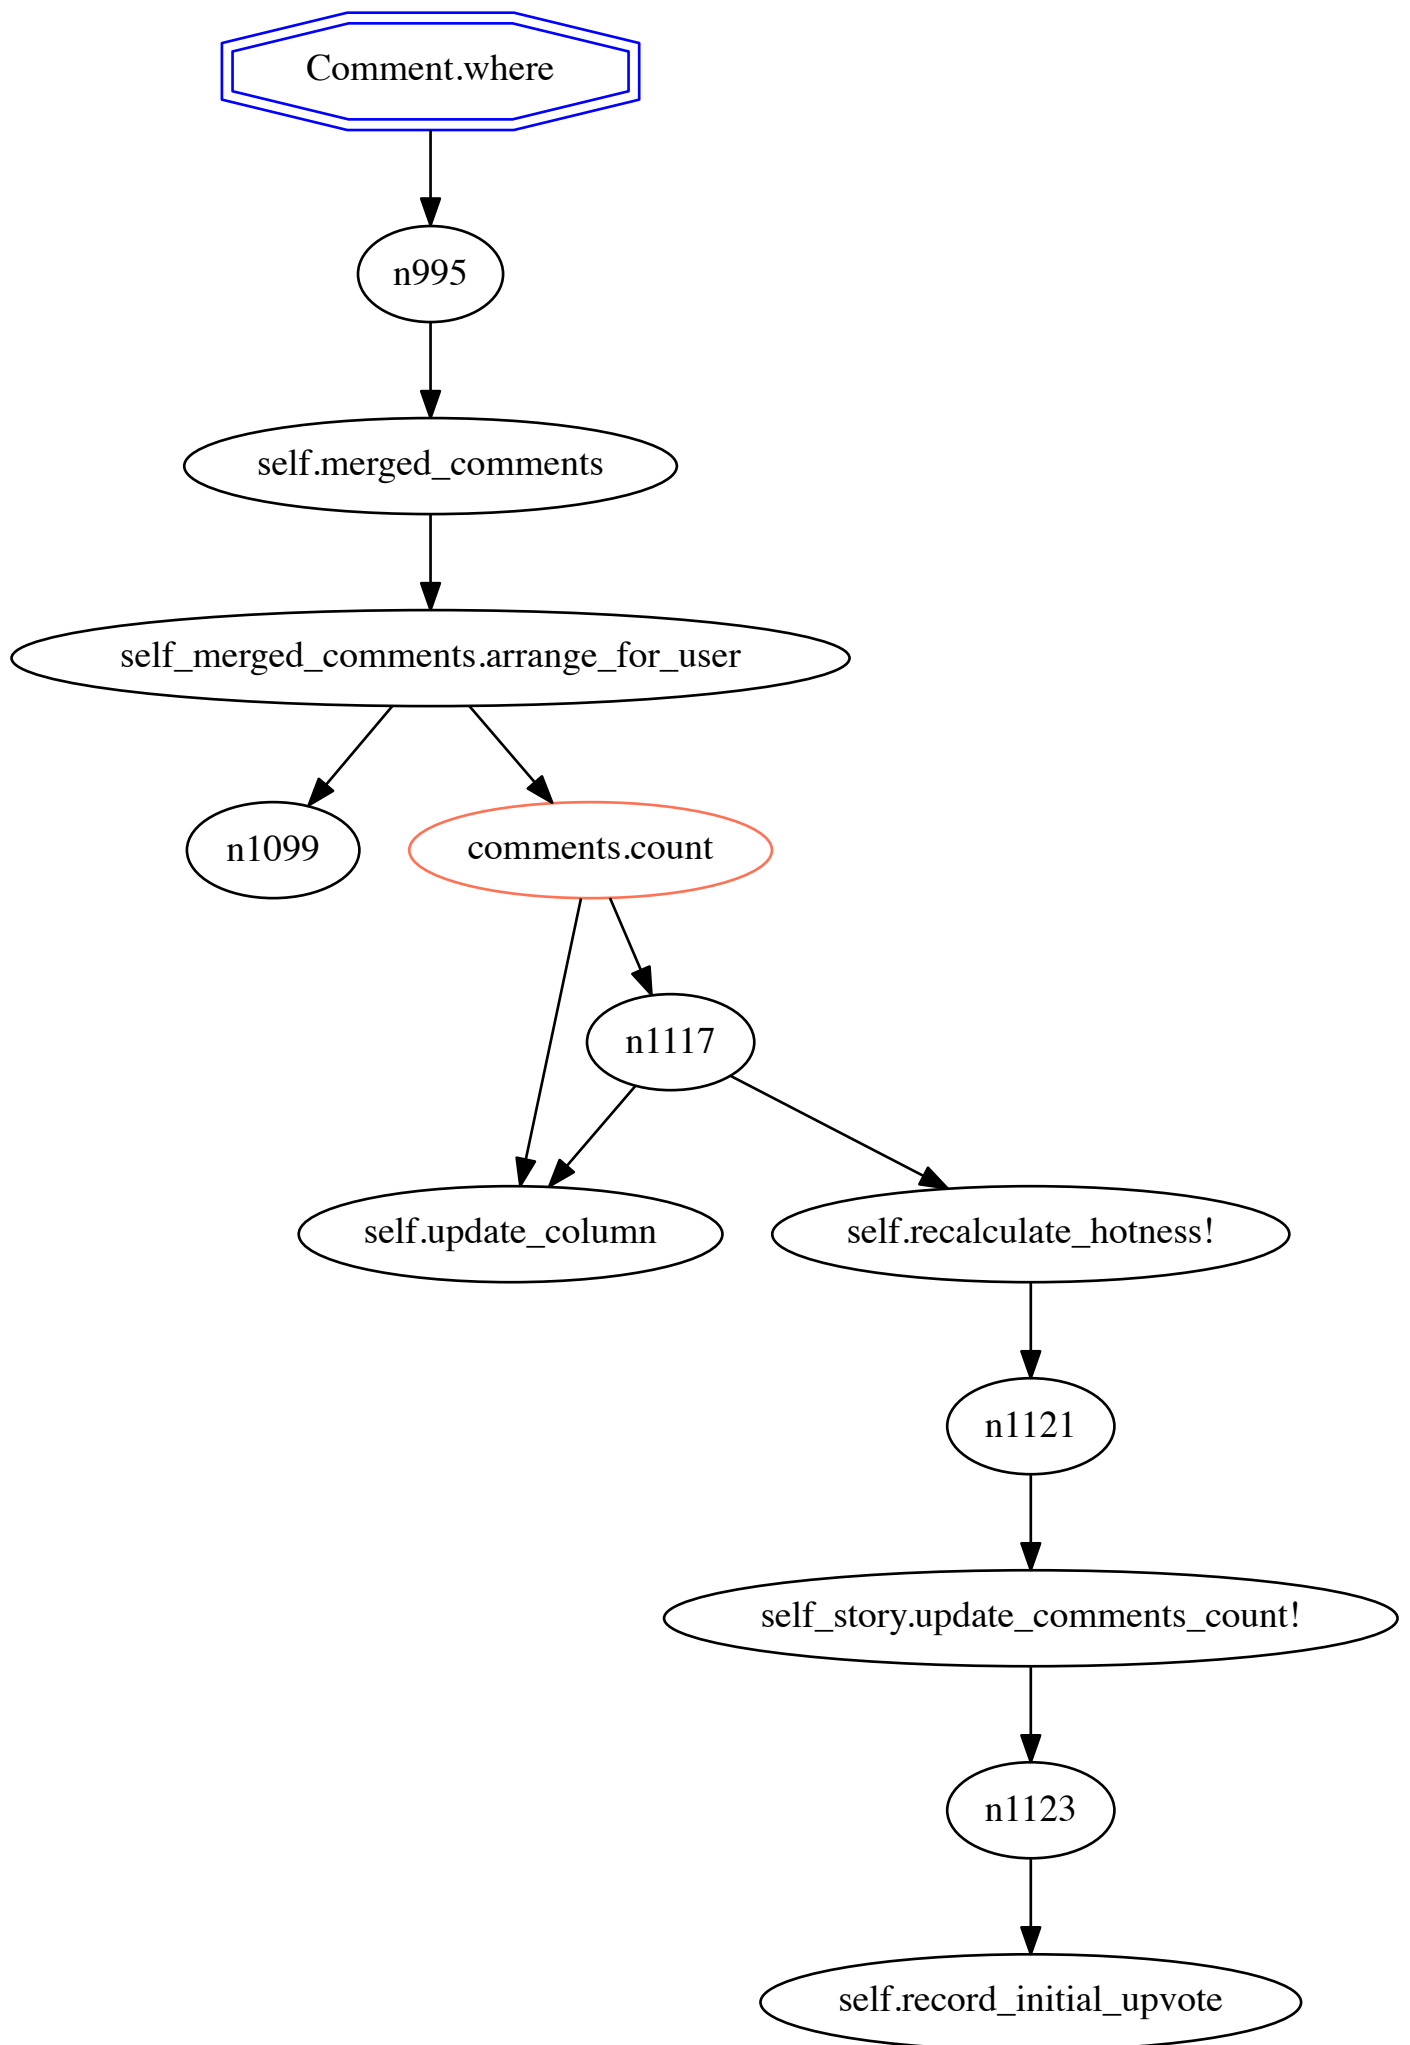 Comment.where
n995
self.merged_comments
self_merged_comments.arrange_for_user
n1099
comments.count
n1117
self.update_column
self.recalculate_hotness!
n1121
self_story.update_comments_count!
n1123
self.record_initial_upvote